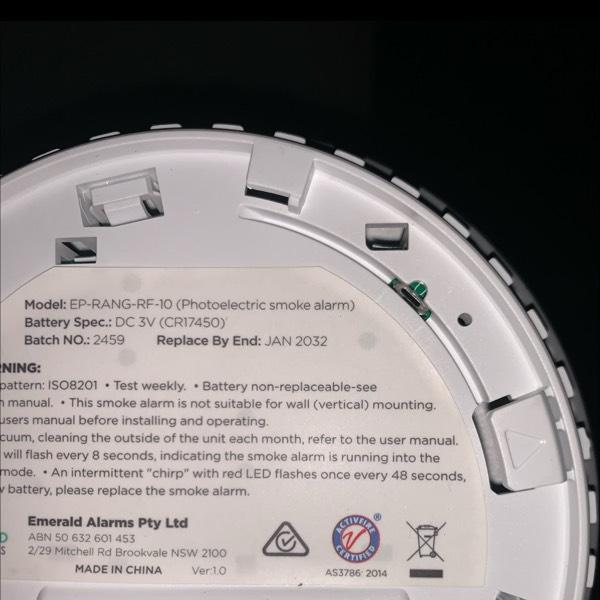 Model: EP-RANG-RF-10 (Photoelectric smoke alarm)
Battery Spec.: DC 3V (CR17450)
Batch NO.: 2459 Replace By End: JAN 2032
RNING:
pattern: ISO8201 • Test weekly. • Battery non-replaceable-see
n manual. • This smoke alarm is not suitable for wall (vertical) mounting.
users manual before installing and operating.
cuum, cleaning the outside of the unit each month, refer to the user manual.
will flash every 8 seconds, indicating the smoke alarm is running into the
mode. • An intermittent "chirp" with red LED flashes once every 48 seconds,
w battery, please replace the smoke alarm.
Emerald Alarms Pty Ltd
ABN 50 632 601 453
2/29 Mitchell Rd Brookvale NSW 2100
MADE IN CHINA Ver:1.0
D
S
ACTIVFIRE
CERTIFIED
®
AS3786: 2014